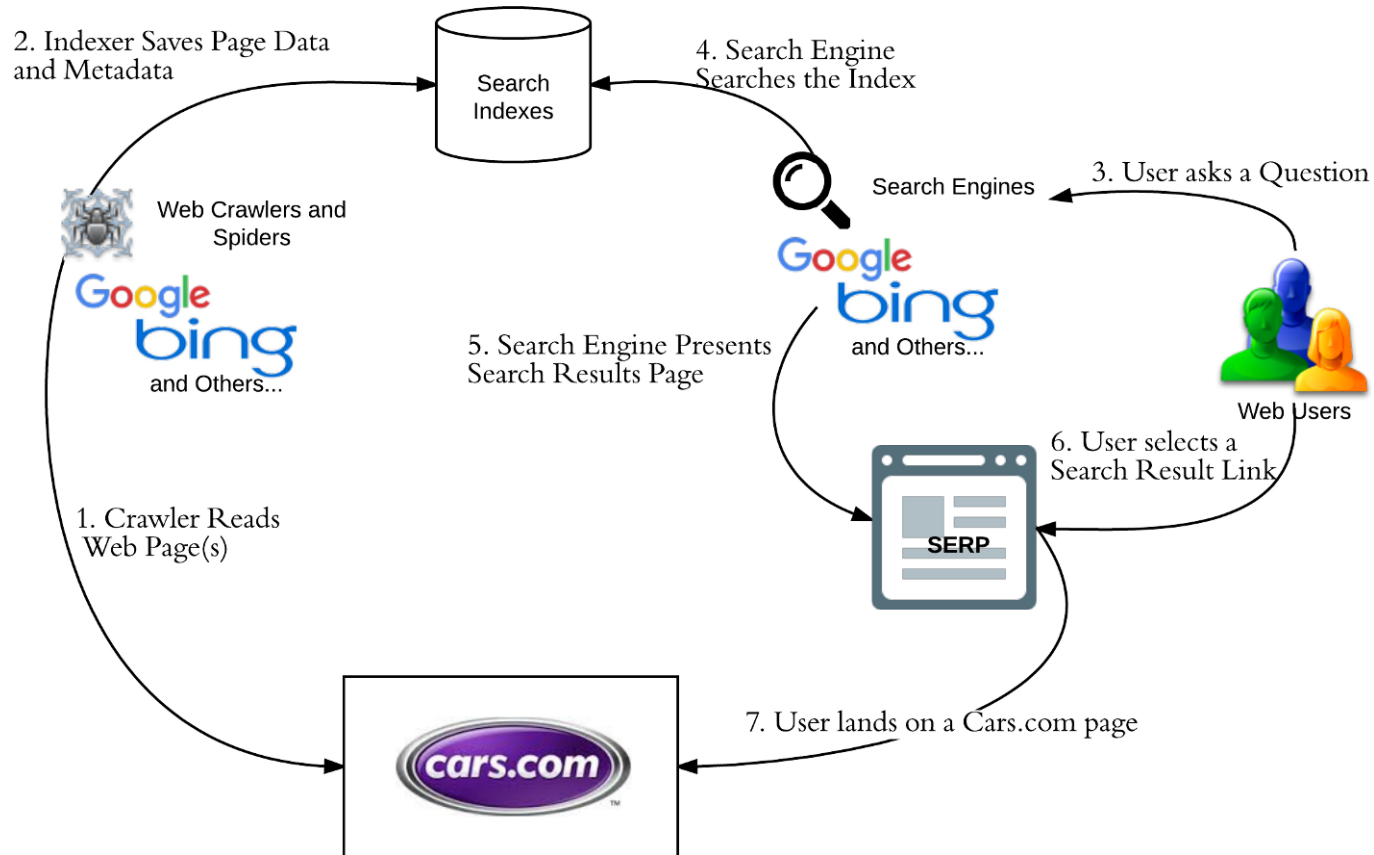 2. Indexer Saves Page Data
and Metadata
Search
Indexes
4. Search Engine
Searches the Index
3. User asks a Question
Search Engines
Web Crawlers and
Spiders
Google
bing
and Others...
Google
bing
and Others...
5. Search Engine Presents
Search Results Page
Web Users
6. User selects a
Search Result Link
SERP
1. Crawler Reads
Web Page(s)
7. User lands on a Cars.com page
cars.com
TM